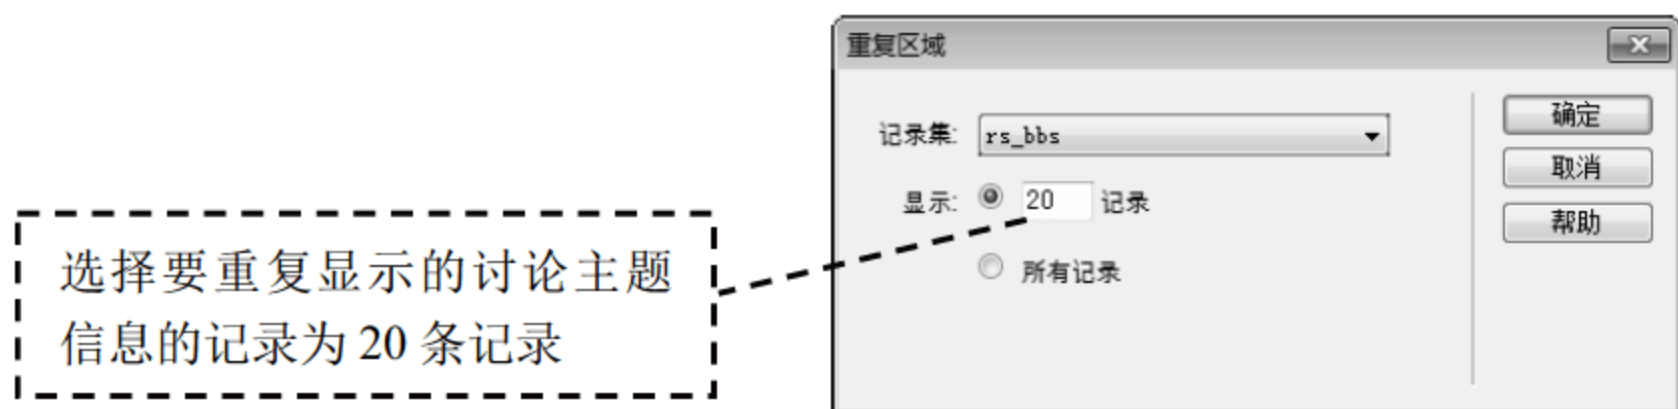 重复区域
记录集: rs_bbs
确定
取消
显示: 20 记录
帮助
所有记录
选择要重复显示的讨论主题
信息的记录为 20 条记录